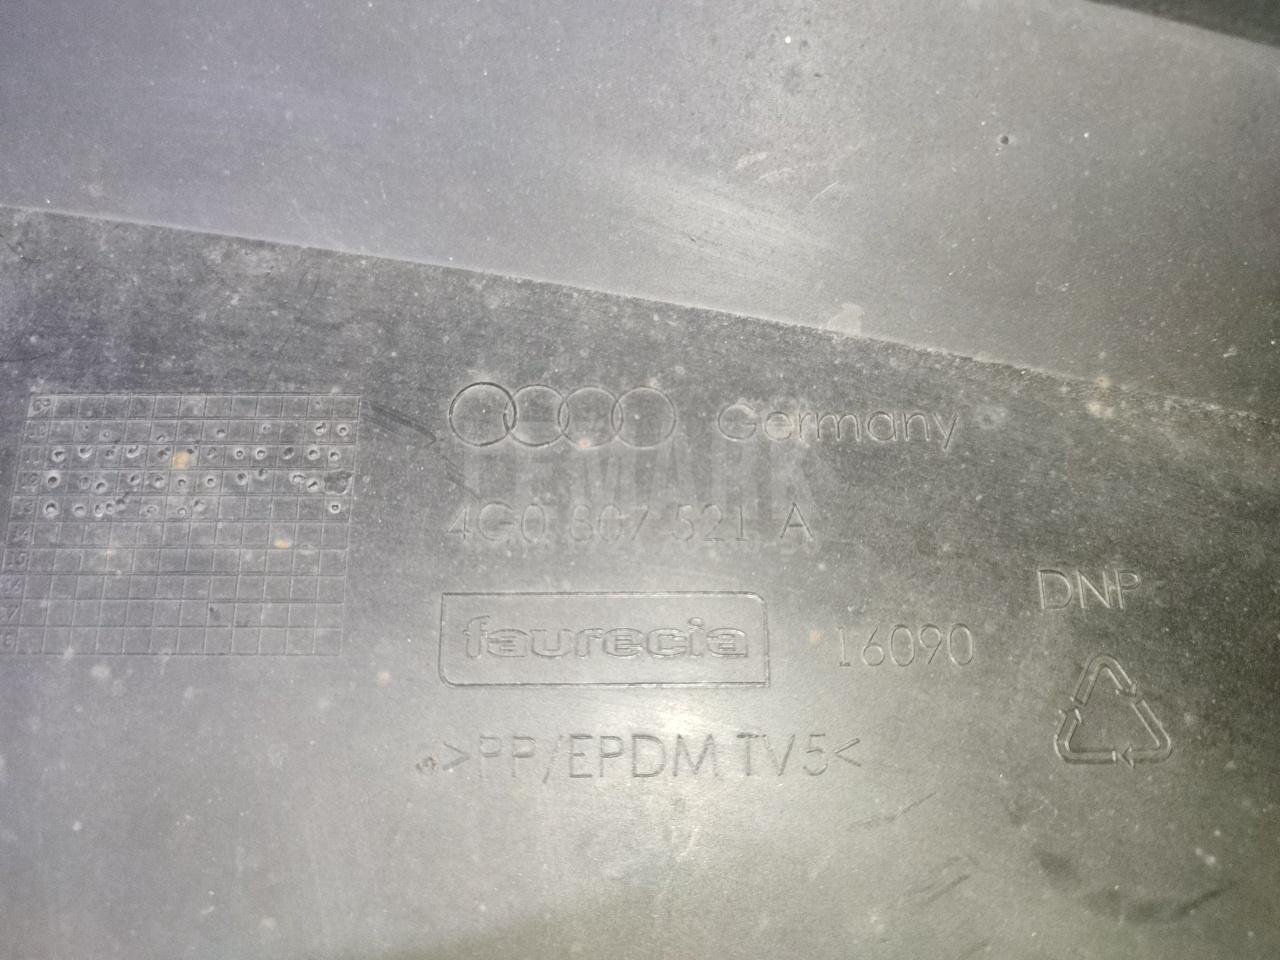 Germany
4G0 807 521 A
faurecia
16090
DNP
>PP/EPDM TV5<